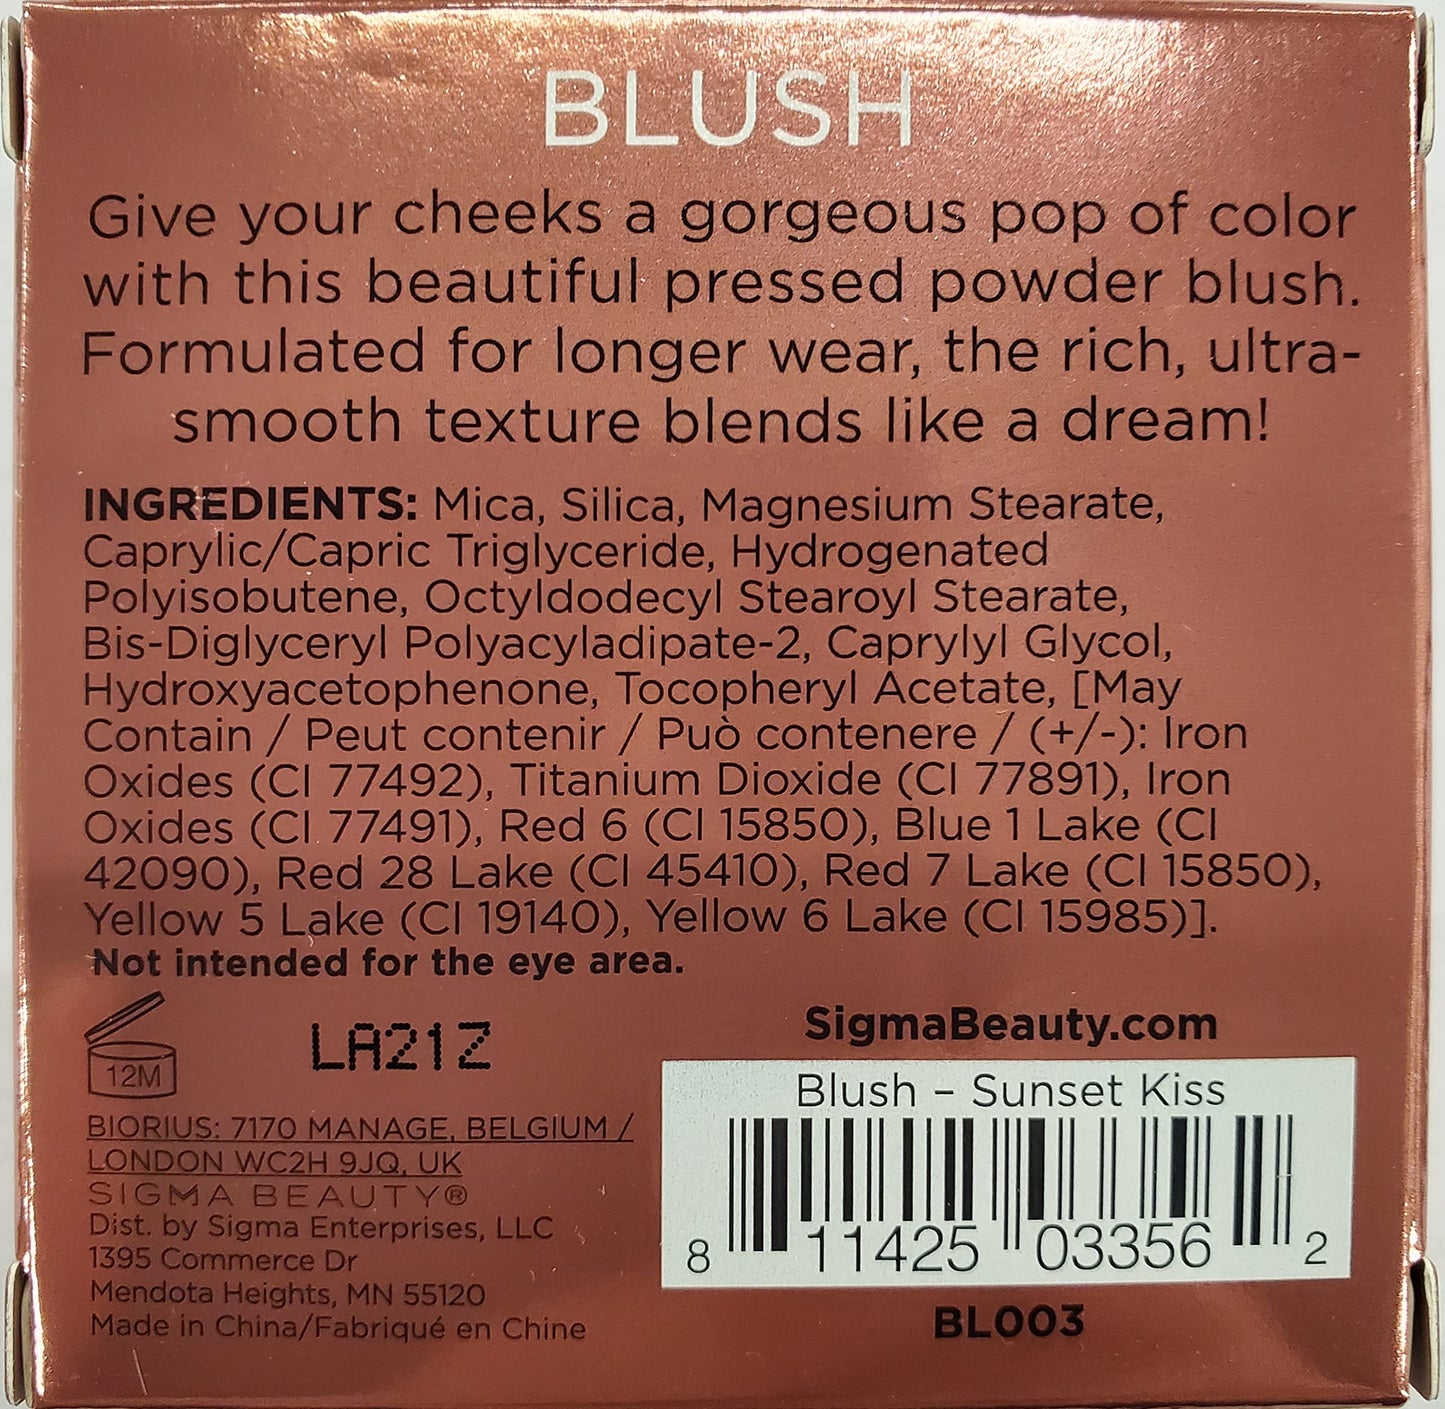 BLUSH
Give your cheeks a gorgeous pop of color
with this beautiful pressed powder blush.
Formulated for longer wear, the rich, ultra-
smooth texture blends like a dream!
INGREDIENTS: Mica, Silica, Magnesium Stearate,
Caprylic/Capric Triglyceride, Hydrogenated
Polyisobutene, Octyldodecyl Stearoyl Stearate,
Bis-Diglyceryl Polyacyladipate-2, Caprylyl Glycol,
Hydroxyacetophenone, Tocopheryl Acetate, [May
Contain / Peut contenir / Può contenere / (+/-): Iron
Oxides (CI 77492), Titanium Dioxide (CI 77891), Iron
Oxides (CI 77491), Red 6 (CI 15850), Blue 1 Lake (CI
42090), Red 28 Lake (CI 45410), Red 7 Lake (CI 15850),
Yellow 5 Lake (CI 19140), Yellow 6 Lake (CI 15985)].
Not intended for the eye area.
12M
LA21Z
BIORIUS: 7170 MANAGE, BELGIUM /
LONDON WC2H 9JQ, UK
SIGMA BEAUTY®
Dist. by Sigma Enterprises, LLC
1395 Commerce Dr
Mendota Heights, MN 55120
Made in China/Fabriqué en Chine
SigmaBeauty.com
Blush – Sunset Kiss
8 11425 03356 2
BL003